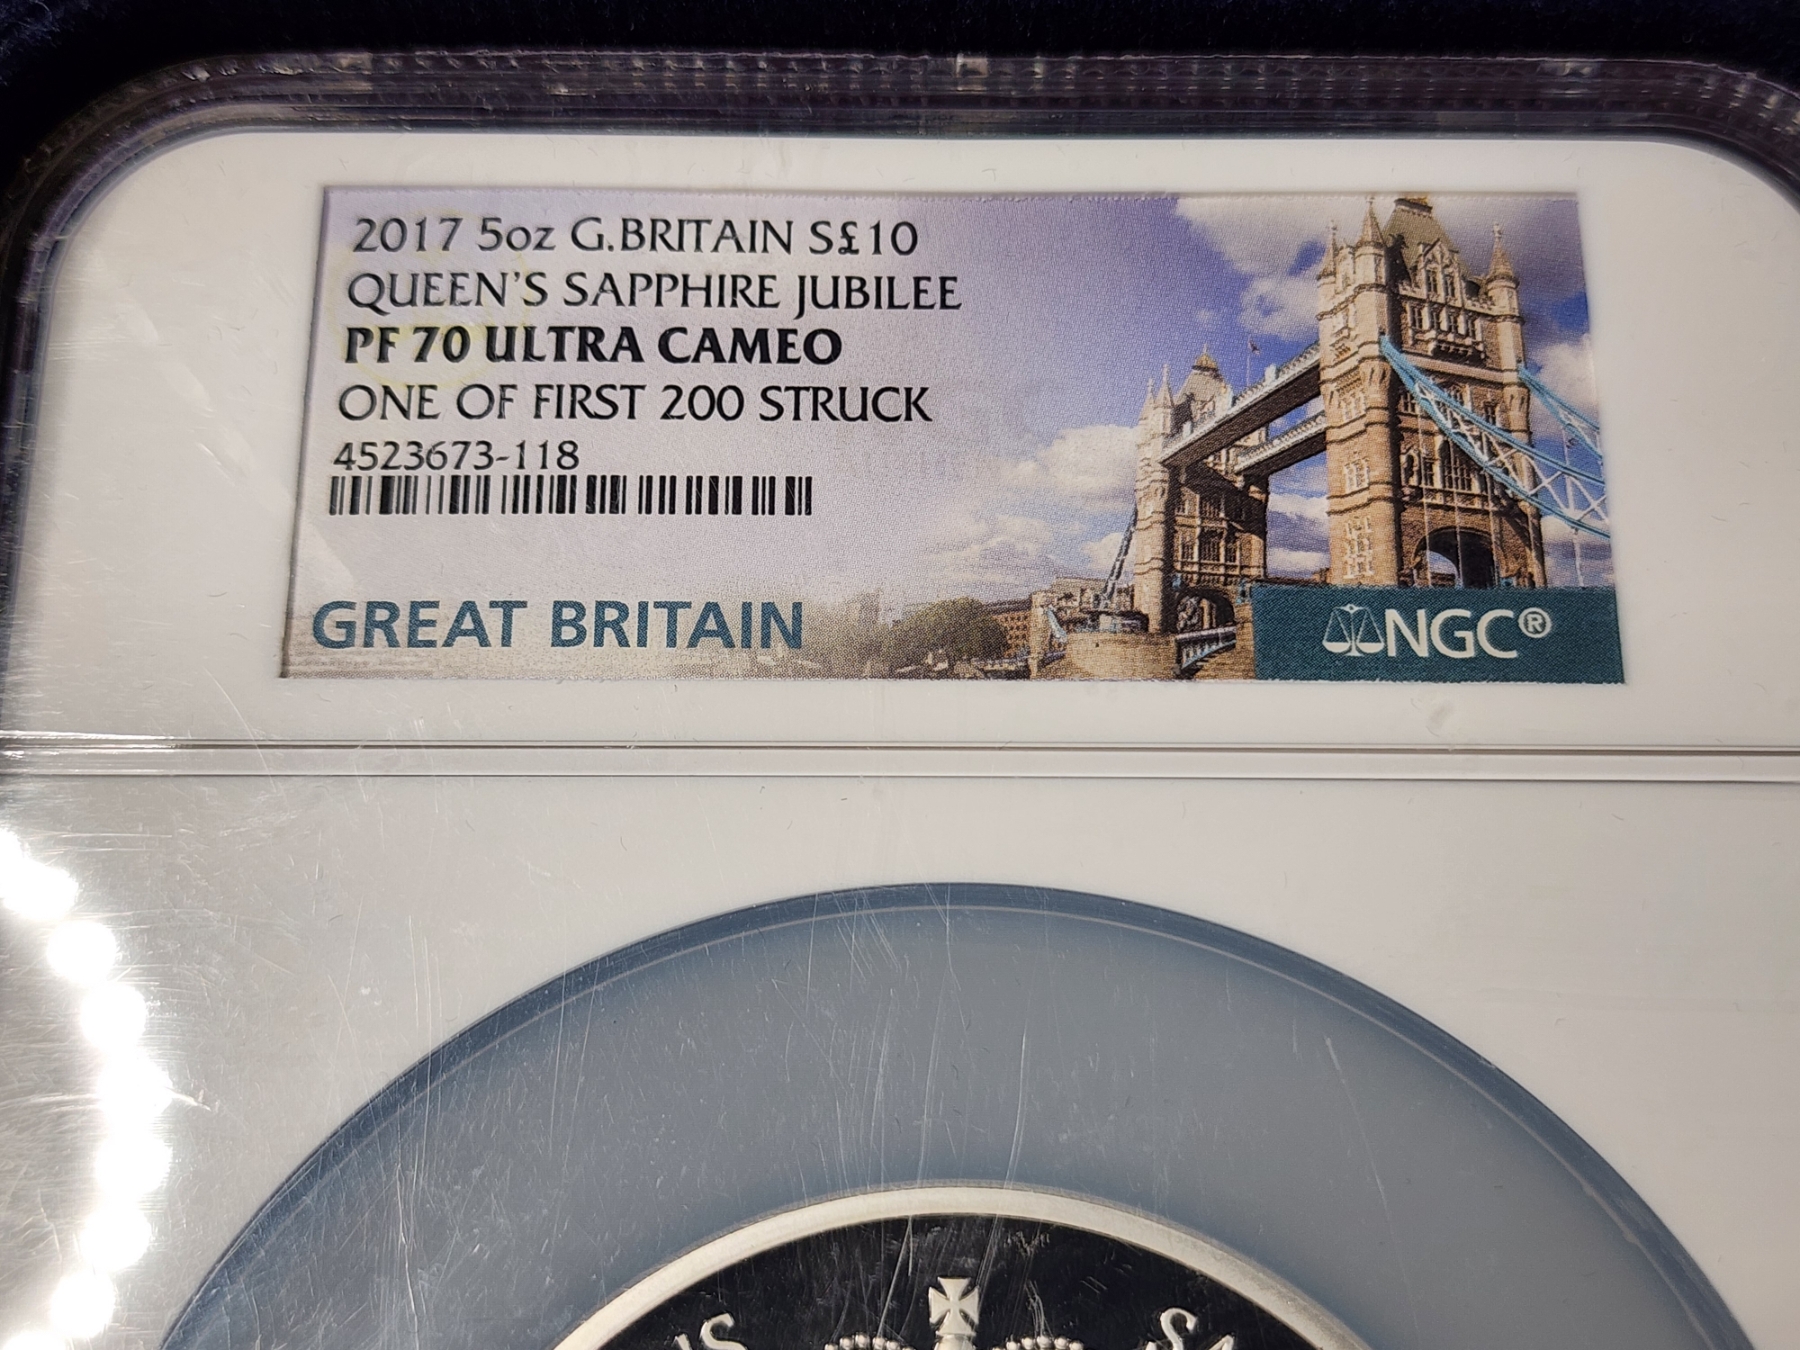 2017 5oz G.BRITAIN S£10
QUEEN'S SAPPHIRE JUBILEE
PF 70 ULTRA CAMEO
ONE OF FIRST 200 STRUCK
4523673-118
GREAT BRITAIN
NGC®